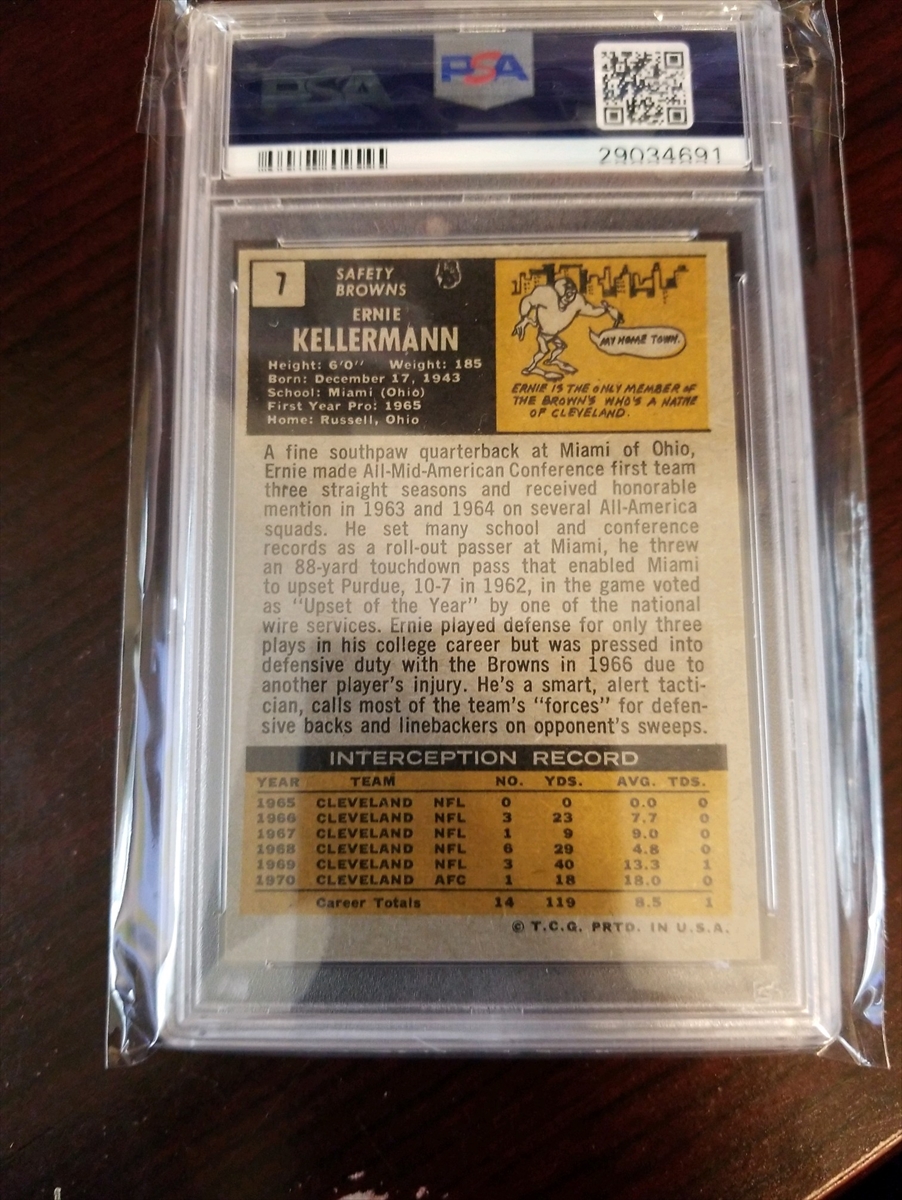 PSA
PSA
29034691
7
SAFETY
BROWNS
ERNIE
KELLERMANN
Height: 6'0'' Weight: 185
Born: December 17, 1943
School: Miami (Ohio)
First Year Pro: 1965
Home: Russell, Ohio
MY HOME TOWN.
ERNIE IS THE ONLY MEMBER OF
THE BROWN'S WHO'S A NATIVE
OF CLEVELAND.
A fine southpaw quarterback at Miami of Ohio,
Ernie made All-Mid-American Conference first team
three straight seasons and received honorable
mention in 1963 and 1964 on several All-America
squads. He set many school and conference
records as a roll-out passer at Miami, he threw
an 88-yard touchdown pass that enabled Miami
to upset Purdue, 10-7 in 1962, in the game voted
as "Upset of the Year" by one of the national
wire services. Ernie played defense for only three
plays in his college career but was pressed into
defensive duty with the Browns in 1966 due to
another player's injury. He's a smart, alert tacti-
cian, calls most of the team's "forces" for defen-
sive backs and linebackers on opponent's sweeps.
INTERCEPTION RECORD
YEAR TEAM NO. YDS. AVG. TDS.
1965 CLEVELAND NFL 0 0 0.0 0
1966 CLEVELAND NFL 3 23 7.7 0
1967 CLEVELAND NFL 1 9 9.0 0
1968 CLEVELAND NFL 6 29 4.8 0
1969 CLEVELAND NFL 3 40 13.3 1
1970 CLEVELAND AFC 1 18 18.0 0
Career Totals 14 119 8.5 1
© T.C.G. PRTD. IN U.S.A.